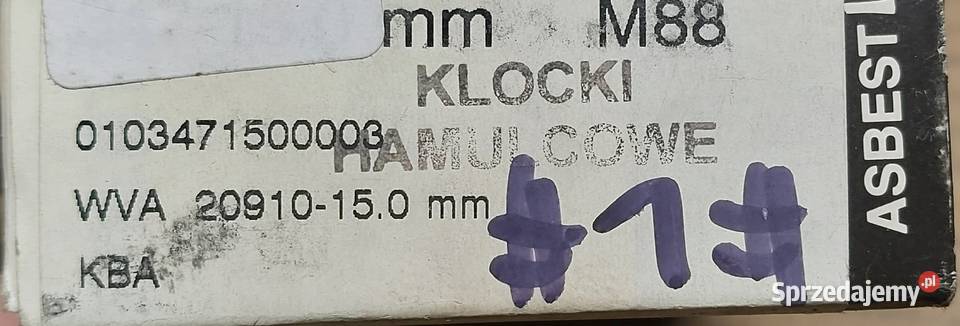 mm M88
KLOCKI
HAMULCOWE
0103471500003
WVA 20910-15.0 mm
KBA
#1#
ASBEST
Sprzedajemy.pl